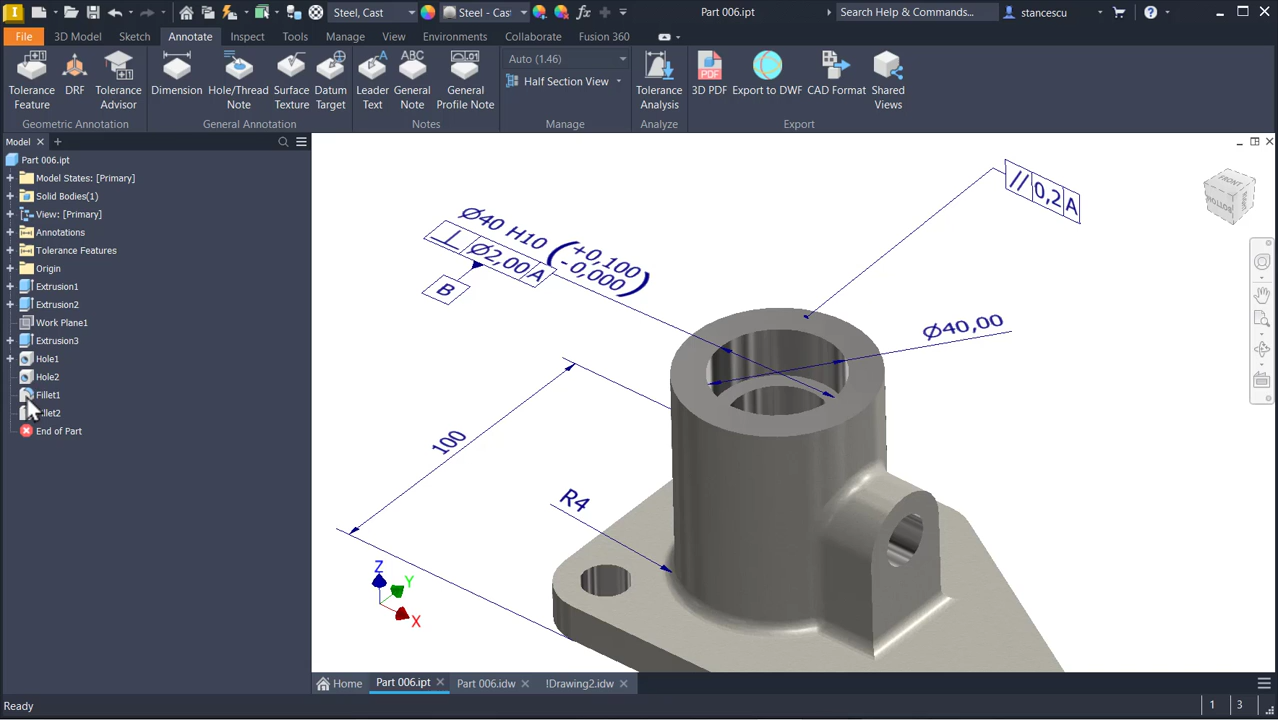 Steel, Cast
Steel - Cas
fx
Part 006.ipt
Search Help & Commands...
stancescu
File
3D Model
Sketch
Annotate
Inspect
Tools
Manage
View
Environments
Collaborate
Fusion 360
Tolerance
Feature
DRF
Tolerance
Advisor
Dimension
Hole/Thread
Note
Surface
Texture
Datum
Target
Leader
Text
General
Note
General
Profile Note
Auto (1.46)
Half Section View
Tolerance
Analysis
3D PDF
Export to DWF
CAD Format
Shared
Views
Geometric Annotation
General Annotation
Notes
Manage
Analyze
Export
Model
Part 006.ipt
Model States: [Primary]
Solid Bodies(1)
View: [Primary]
Annotations
Tolerance Features
Origin
Extrusion1
Extrusion2
Work Plane1
Extrusion3
Hole1
Hole2
Fillet1
llet2
End of Part
Ø40 H10 (+0,100 -0,000)
⊥ Ø2,00 A
B
// 0,2 A
Ø40,00
100
R4
Z
Y
X
FRONT
BOTTOM
Home
Part 006.ipt
Part 006.idw
!Drawing2.idw
Ready
1
3